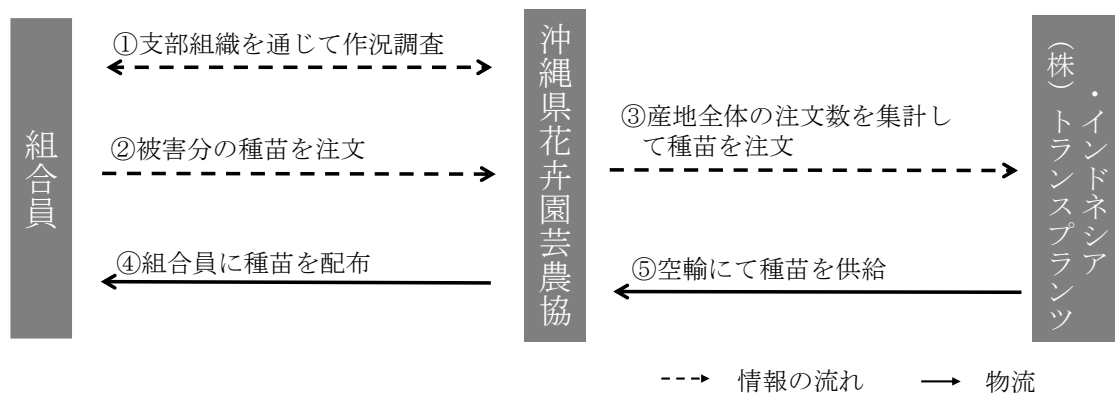 ①支部組織を通じて作況調査
②被害分の種苗を注文
④組合員に種苗を配布
③産地全体の注文数を集計し
て種苗を注文
⑤空輸にて種苗を供給
組合員
沖縄県花卉園芸農協
(株)
・インドネシア
トランスプランツ
情報の流れ
物流